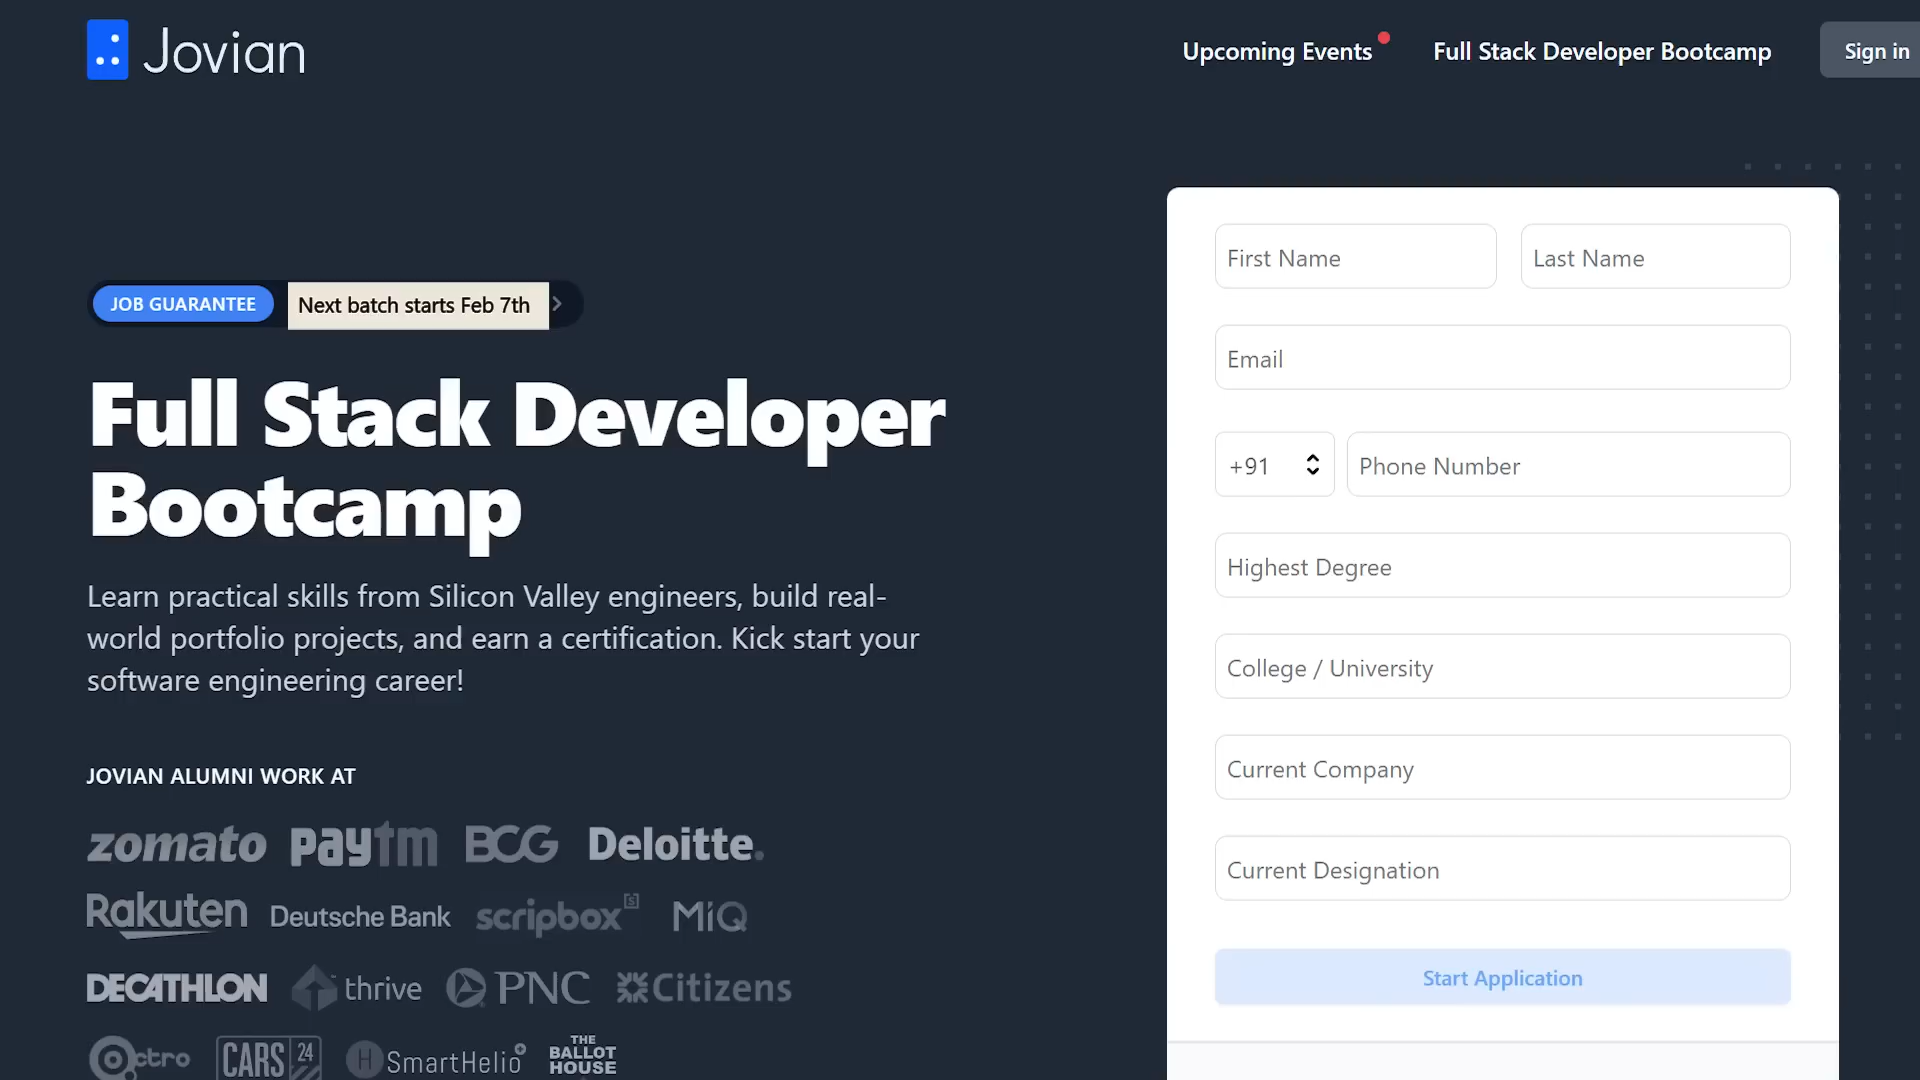 Jovian
Upcoming Events
Full Stack Developer Bootcamp
Sign in
JOB GUARANTEE
Next batch starts Feb 7th
Full Stack Developer
Bootcamp
Learn practical skills from Silicon Valley engineers, build real-
world portfolio projects, and earn a certification. Kick start your
software engineering career!
JOVIAN ALUMNI WORK AT
zomato paytm BCG Deloitte.
Rakuten Deutsche Bank scripbox [s] MiQ
DECATHLON thrive PNC Citizens
Octro CARS 24 H SmartHelio THE BALLOT HOUSE
First Name
Last Name
Email
+91
Phone Number
Highest Degree
College / University
Current Company
Current Designation
Start Application